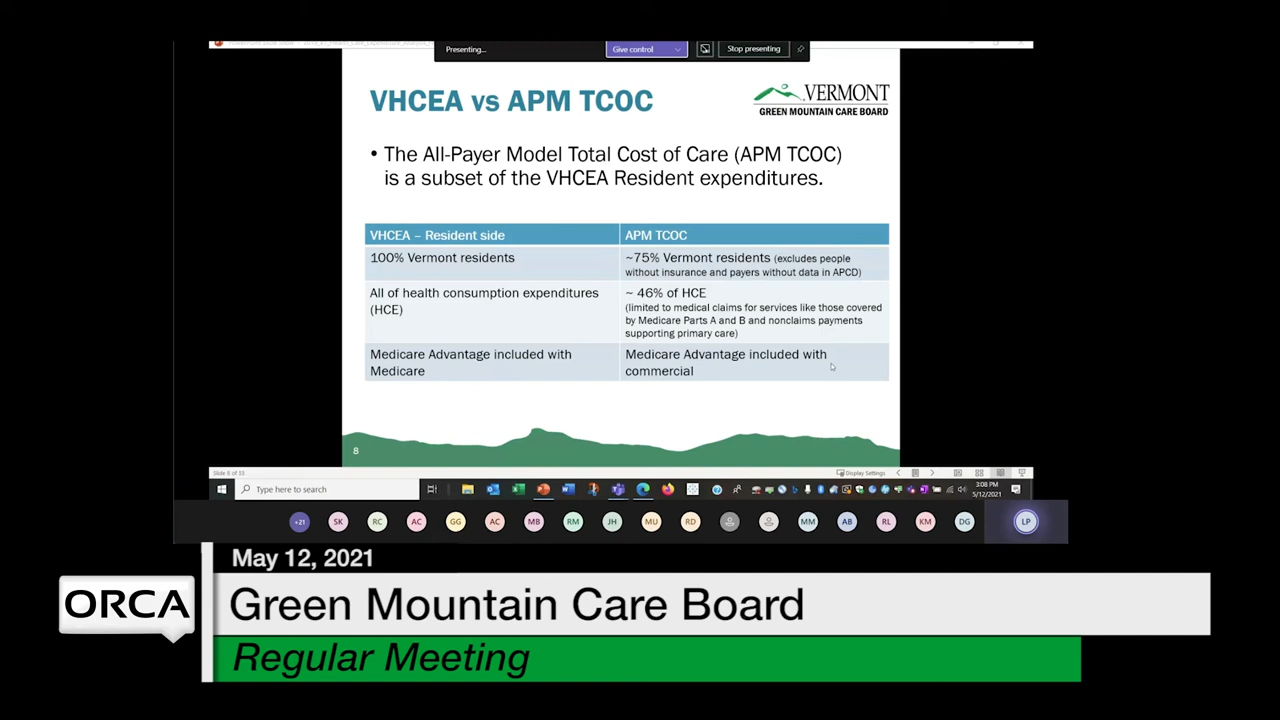 Presenting...
Give control
Stop presenting
VHCEA vs APM TCOC
VERMONT
GREEN MOUNTAIN CARE BOARD
• The All-Payer Model Total Cost of Care (APM TCOC)
is a subset of the VHCEA Resident expenditures.
VHCEA – Resident side
APM TCOC
100% Vermont residents
~75% Vermont residents (excludes people
without insurance and payers without data in APCD)
All of health consumption expenditures
(HCE)
~ 46% of HCE
(limited to medical claims for services like those covered
by Medicare Parts A and B and nonclaims payments
supporting primary care)
Medicare Advantage included with
Medicare
Medicare Advantage included with
commercial
8
Slide 8 of 33
Display Settings
Type here to search
3:08 PM
5/12/2021
+21
SK
RC
AC
GG
AC
MB
RM
JH
MU
RD
MM
AB
RL
KM
DG
LP
May 12, 2021
ORCA
Green Mountain Care Board
Regular Meeting